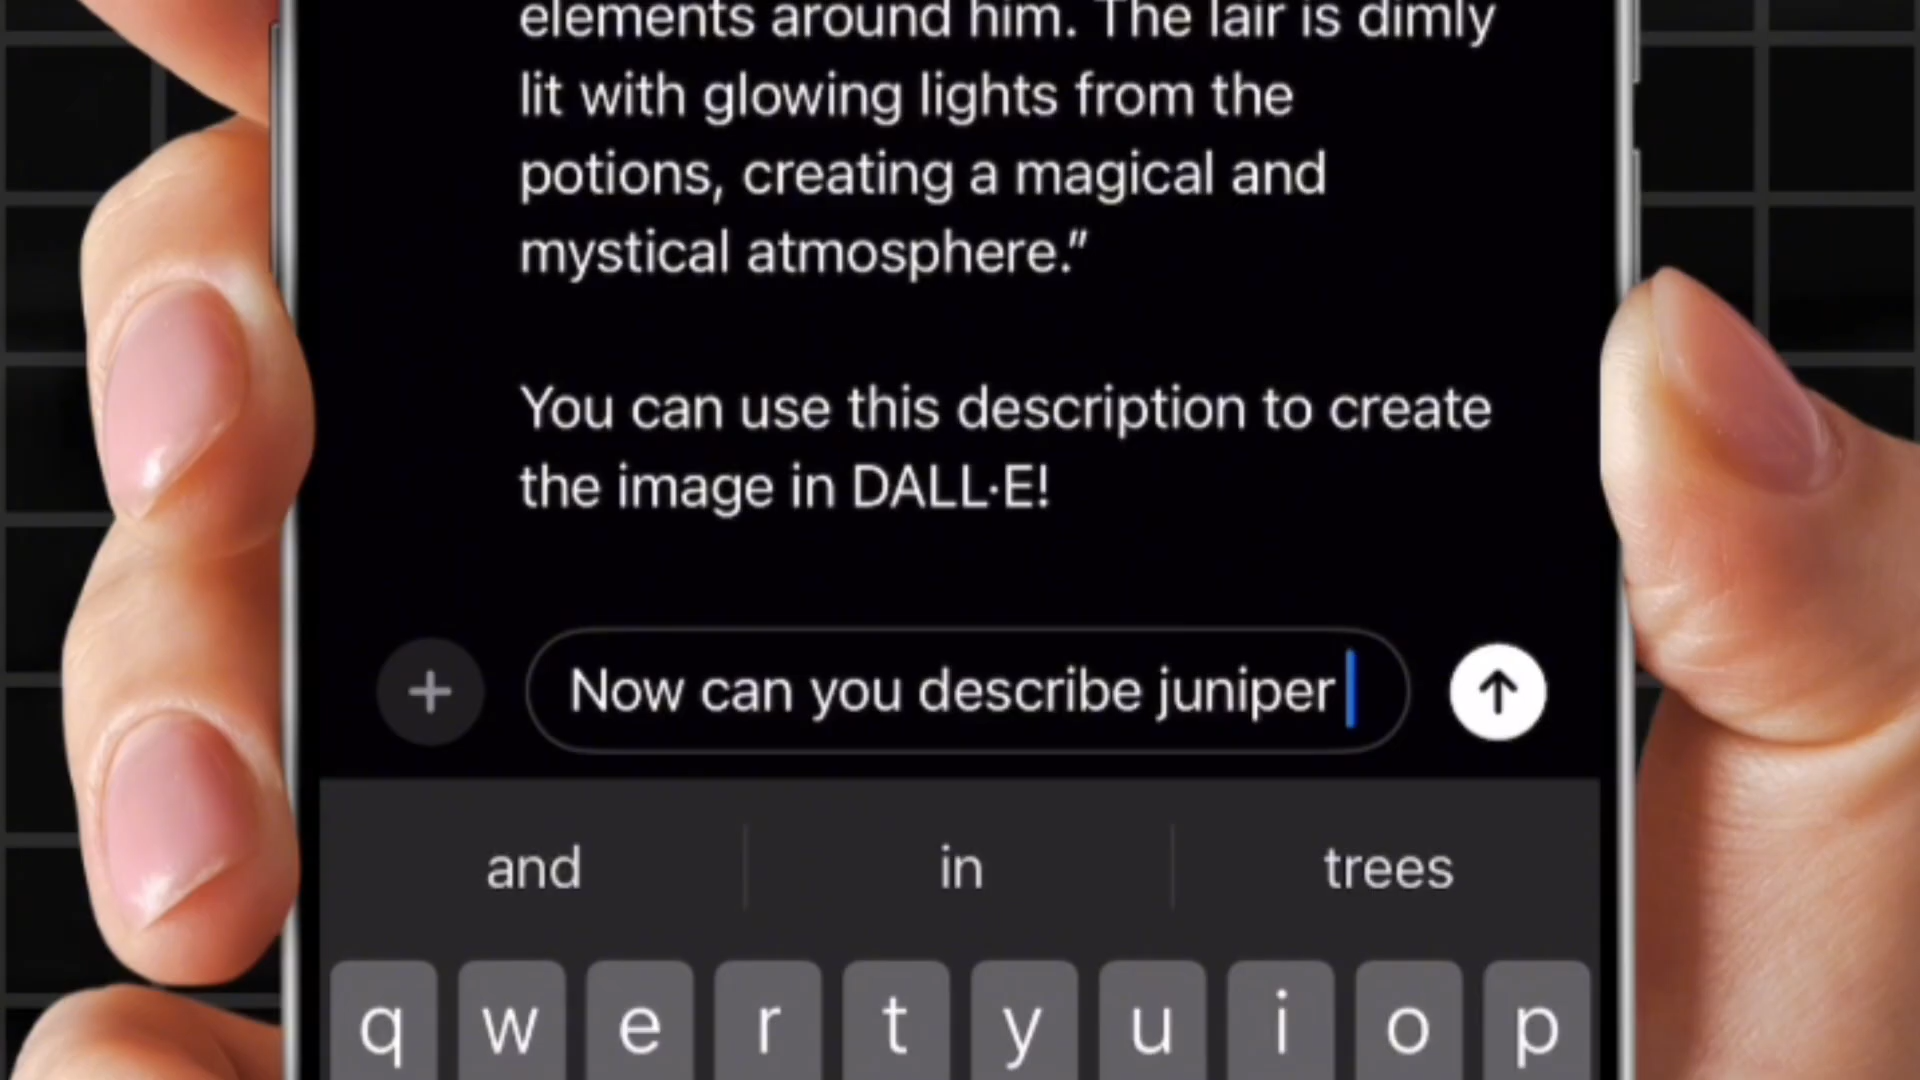 elements around him. The lair is dimly
lit with glowing lights from the
potions, creating a magical and
mystical atmosphere.”
You can use this description to create
the image in DALL·E!
Now can you describe juniper
and in trees
q w e r t y u i o p